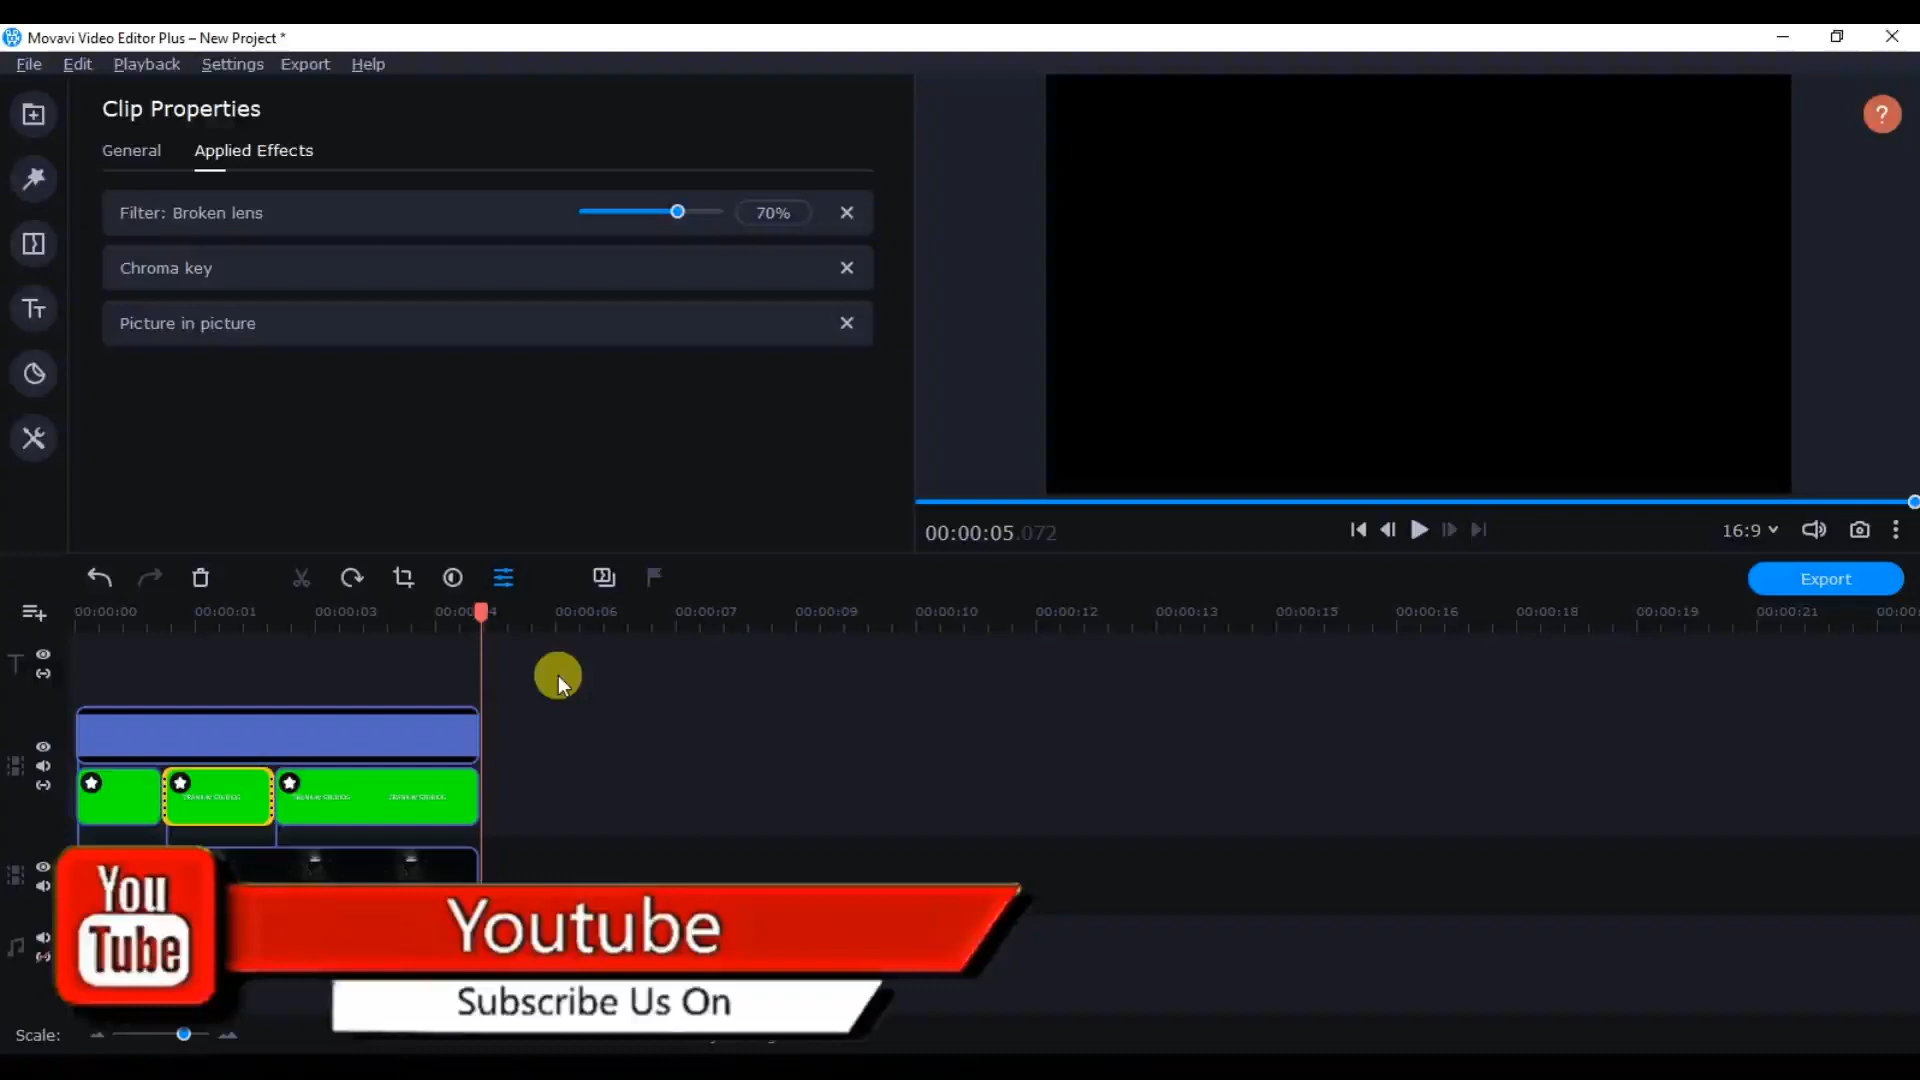 Movavi Video Editor Plus – New Project *
File Edit Playback Settings Export Help
Clip Properties
General Applied Effects
Filter: Broken lens 70%
Chroma key
Picture in picture
?
00:00:05.072
16:9
Export
00:00:00 00:00:01 00:00:03 00:00:06 00:00:07 00:00:09 00:00:10 00:00:12 00:00:13 00:00:15 00:00:16 00:00:18 00:00:19 00:00:21
You
Tube
Youtube
Subscribe Us On
Scale: